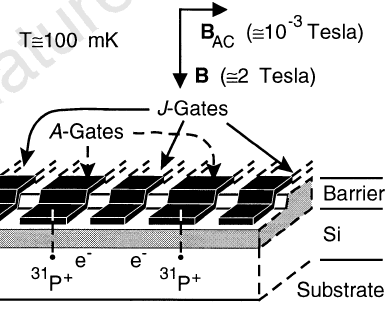 T≅100 mK
B_AC (≅10^-3 Tesla)
B (≅2 Tesla)
J-Gates
A-Gates
Barrier
Si
e^- e^-
^31P^+ ^31P^+
Substrate